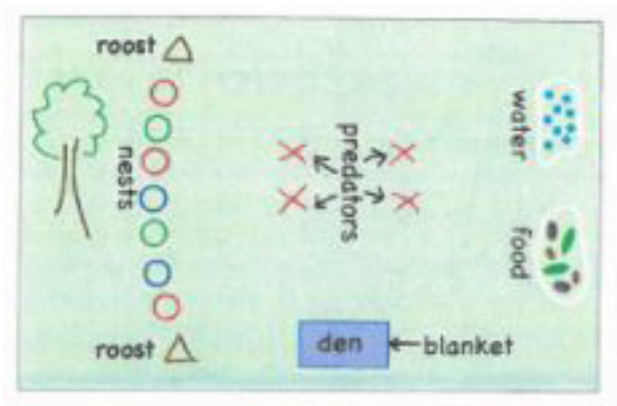 roost
water
predators
nests
food
den
blanket
roost